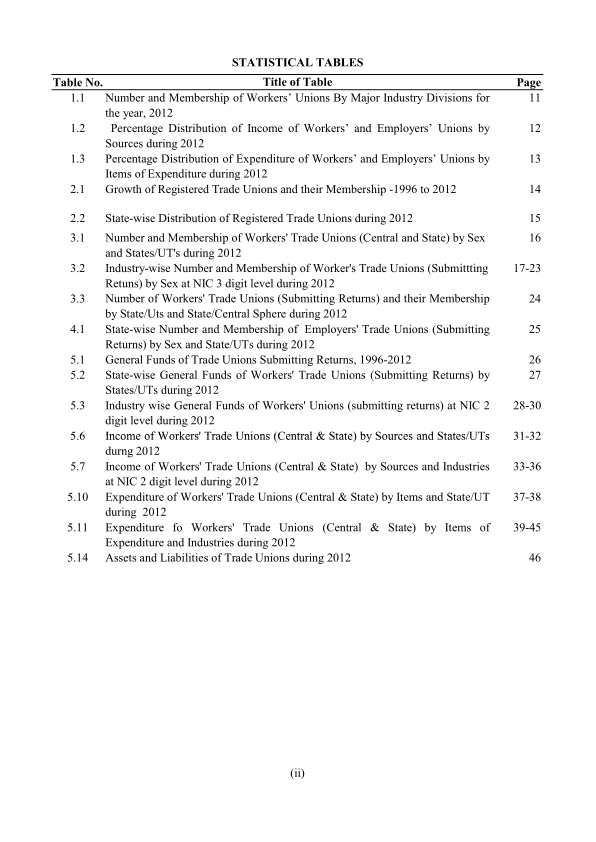 STATISTICAL TABLES
Table No. Title of Table Page
1.1 Number and Membership of Workers’ Unions By Major Industry Divisions for 11
the year, 2012
1.2 Percentage Distribution of Income of Workers’ and Employers’ Unions by 12
Sources during 2012
1.3 Percentage Distribution of Expenditure of Workers’ and Employers’ Unions by 13
Items of Expenditure during 2012
2.1 Growth of Registered Trade Unions and their Membership -1996 to 2012 14
2.2 State-wise Distribution of Registered Trade Unions during 2012 15
3.1 Number and Membership of Workers' Trade Unions (Central and State) by Sex 16
and States/UT's during 2012
3.2 Industry-wise Number and Membership of Worker's Trade Unions (Submittting 17-23
Retuns) by Sex at NIC 3 digit level during 2012
3.3 Number of Workers' Trade Unions (Submitting Returns) and their Membership 24
by State/Uts and State/Central Sphere during 2012
4.1 State-wise Number and Membership of Employers' Trade Unions (Submitting 25
Returns) by Sex and State/UTs during 2012
5.1 General Funds of Trade Unions Submitting Returns, 1996-2012 26
5.2 State-wise General Funds of Workers' Trade Unions (Submitting Returns) by 27
States/UTs during 2012
5.3 Industry wise General Funds of Workers' Unions (submitting returns) at NIC 2 28-30
digit level during 2012
5.6 Income of Workers' Trade Unions (Central & State) by Sources and States/UTs 31-32
durng 2012
5.7 Income of Workers' Trade Unions (Central & State) by Sources and Industries 33-36
at NIC 2 digit level during 2012
5.10 Expenditure of Workers' Trade Unions (Central & State) by Items and State/UT 37-38
during 2012
5.11 Expenditure fo Workers' Trade Unions (Central & State) by Items of 39-45
Expenditure and Industries during 2012
5.14 Assets and Liabilities of Trade Unions during 2012 46
(ii)